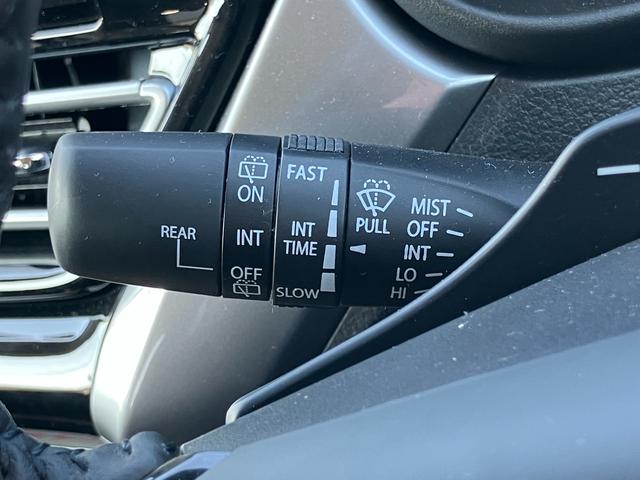 REAR
ON
INT
OFF
FAST
INT
TIME
SLOW
PULL
MIST
OFF
INT
LO
HI